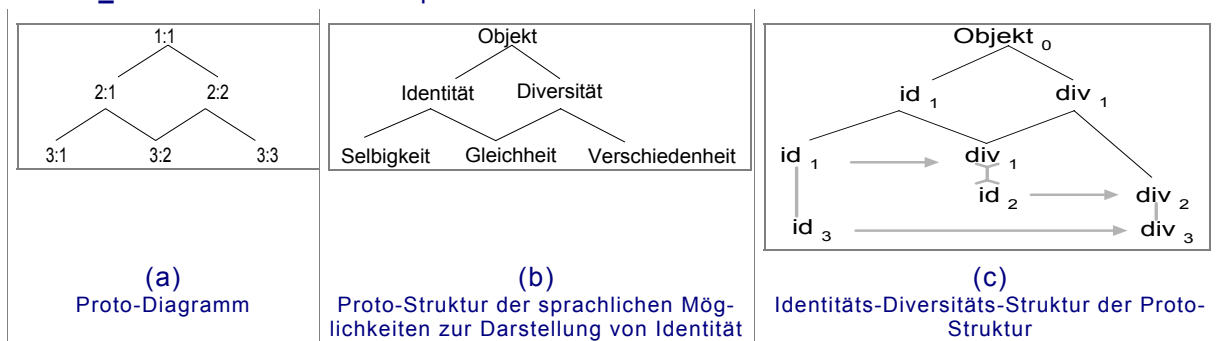 1:1
2:1 2:2
3:1 3:2 3:3
(a)
Proto-Diagramm
Objekt
Identität Diversität
Selbigkeit Gleichheit Verschiedenheit
(b)
Proto-Struktur der sprachlichen Mög-
lichkeiten zur Darstellung von Identität
Objekt 0
id 1 div 1
id 1 div 1
id 2 div 2
id 3 div 3
(c)
Identitäts-Diversitäts-Struktur der Proto-
Struktur